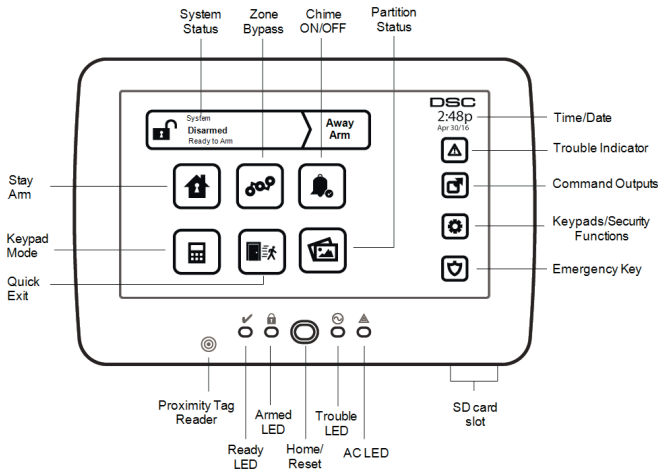 System
Status
Zone
Bypass
Chime
ON/OFF
Partition
Status
System
Disarmed
Ready to Arm
Away
Arm
DSC
2:48p
Apr 30/16
Time/Date
Trouble Indicator
Command Outputs
Keypads/Security
Functions
Emergency Key
Stay
Arm
Keypad
Mode
Quick
Exit
Proximity Tag
Reader
Ready
LED
Armed
LED
Home/
Reset
Trouble
LED
AC LED
SD card
slot